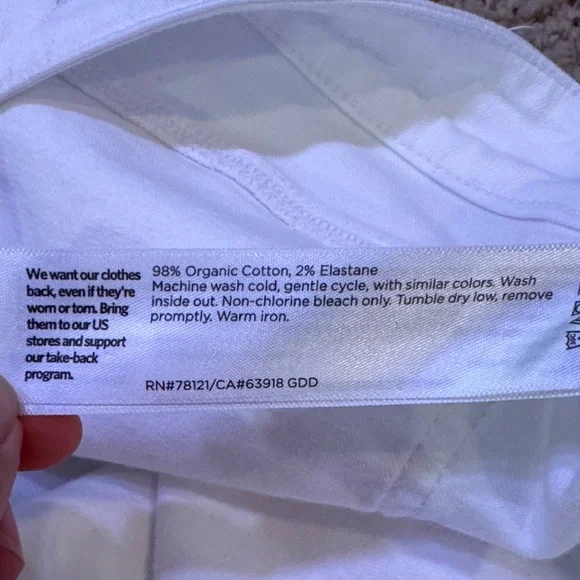 We want our clothes
back, even if they're
worn or torn. Bring
them to our US
stores and support
our take-back
program.
98% Organic Cotton, 2% Elastane
Machine wash cold, gentle cycle, with similar colors. Wash
inside out. Non-chlorine bleach only. Tumble dry low, remove
promptly. Warm iron.
RN#78121/CA#63918 GDD